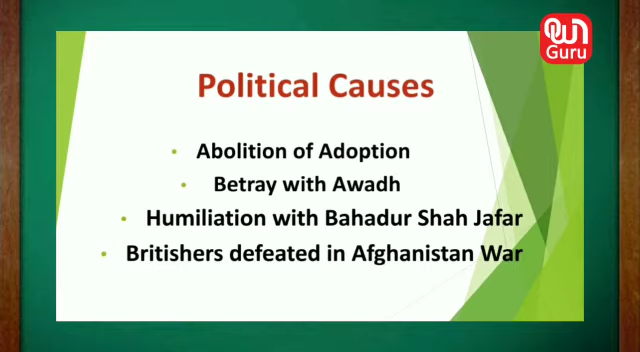 Guru
Political Causes
• Abolition of Adoption
• Betray with Awadh
• Humiliation with Bahadur Shah Jafar
• Britishers defeated in Afghanistan War